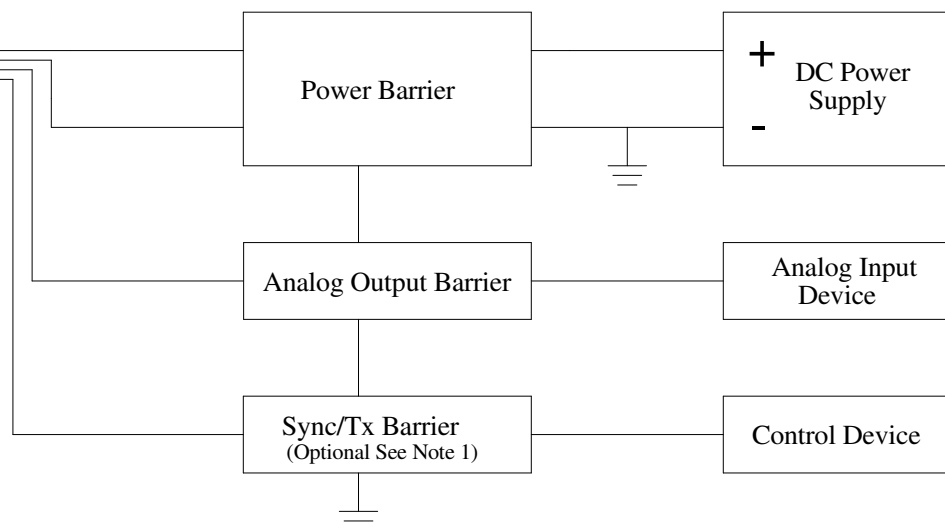 Power Barrier
+
DC Power
Supply
-
Analog Output Barrier
Analog Input
Device
Sync/Tx Barrier
(Optional See Note 1)
Control Device